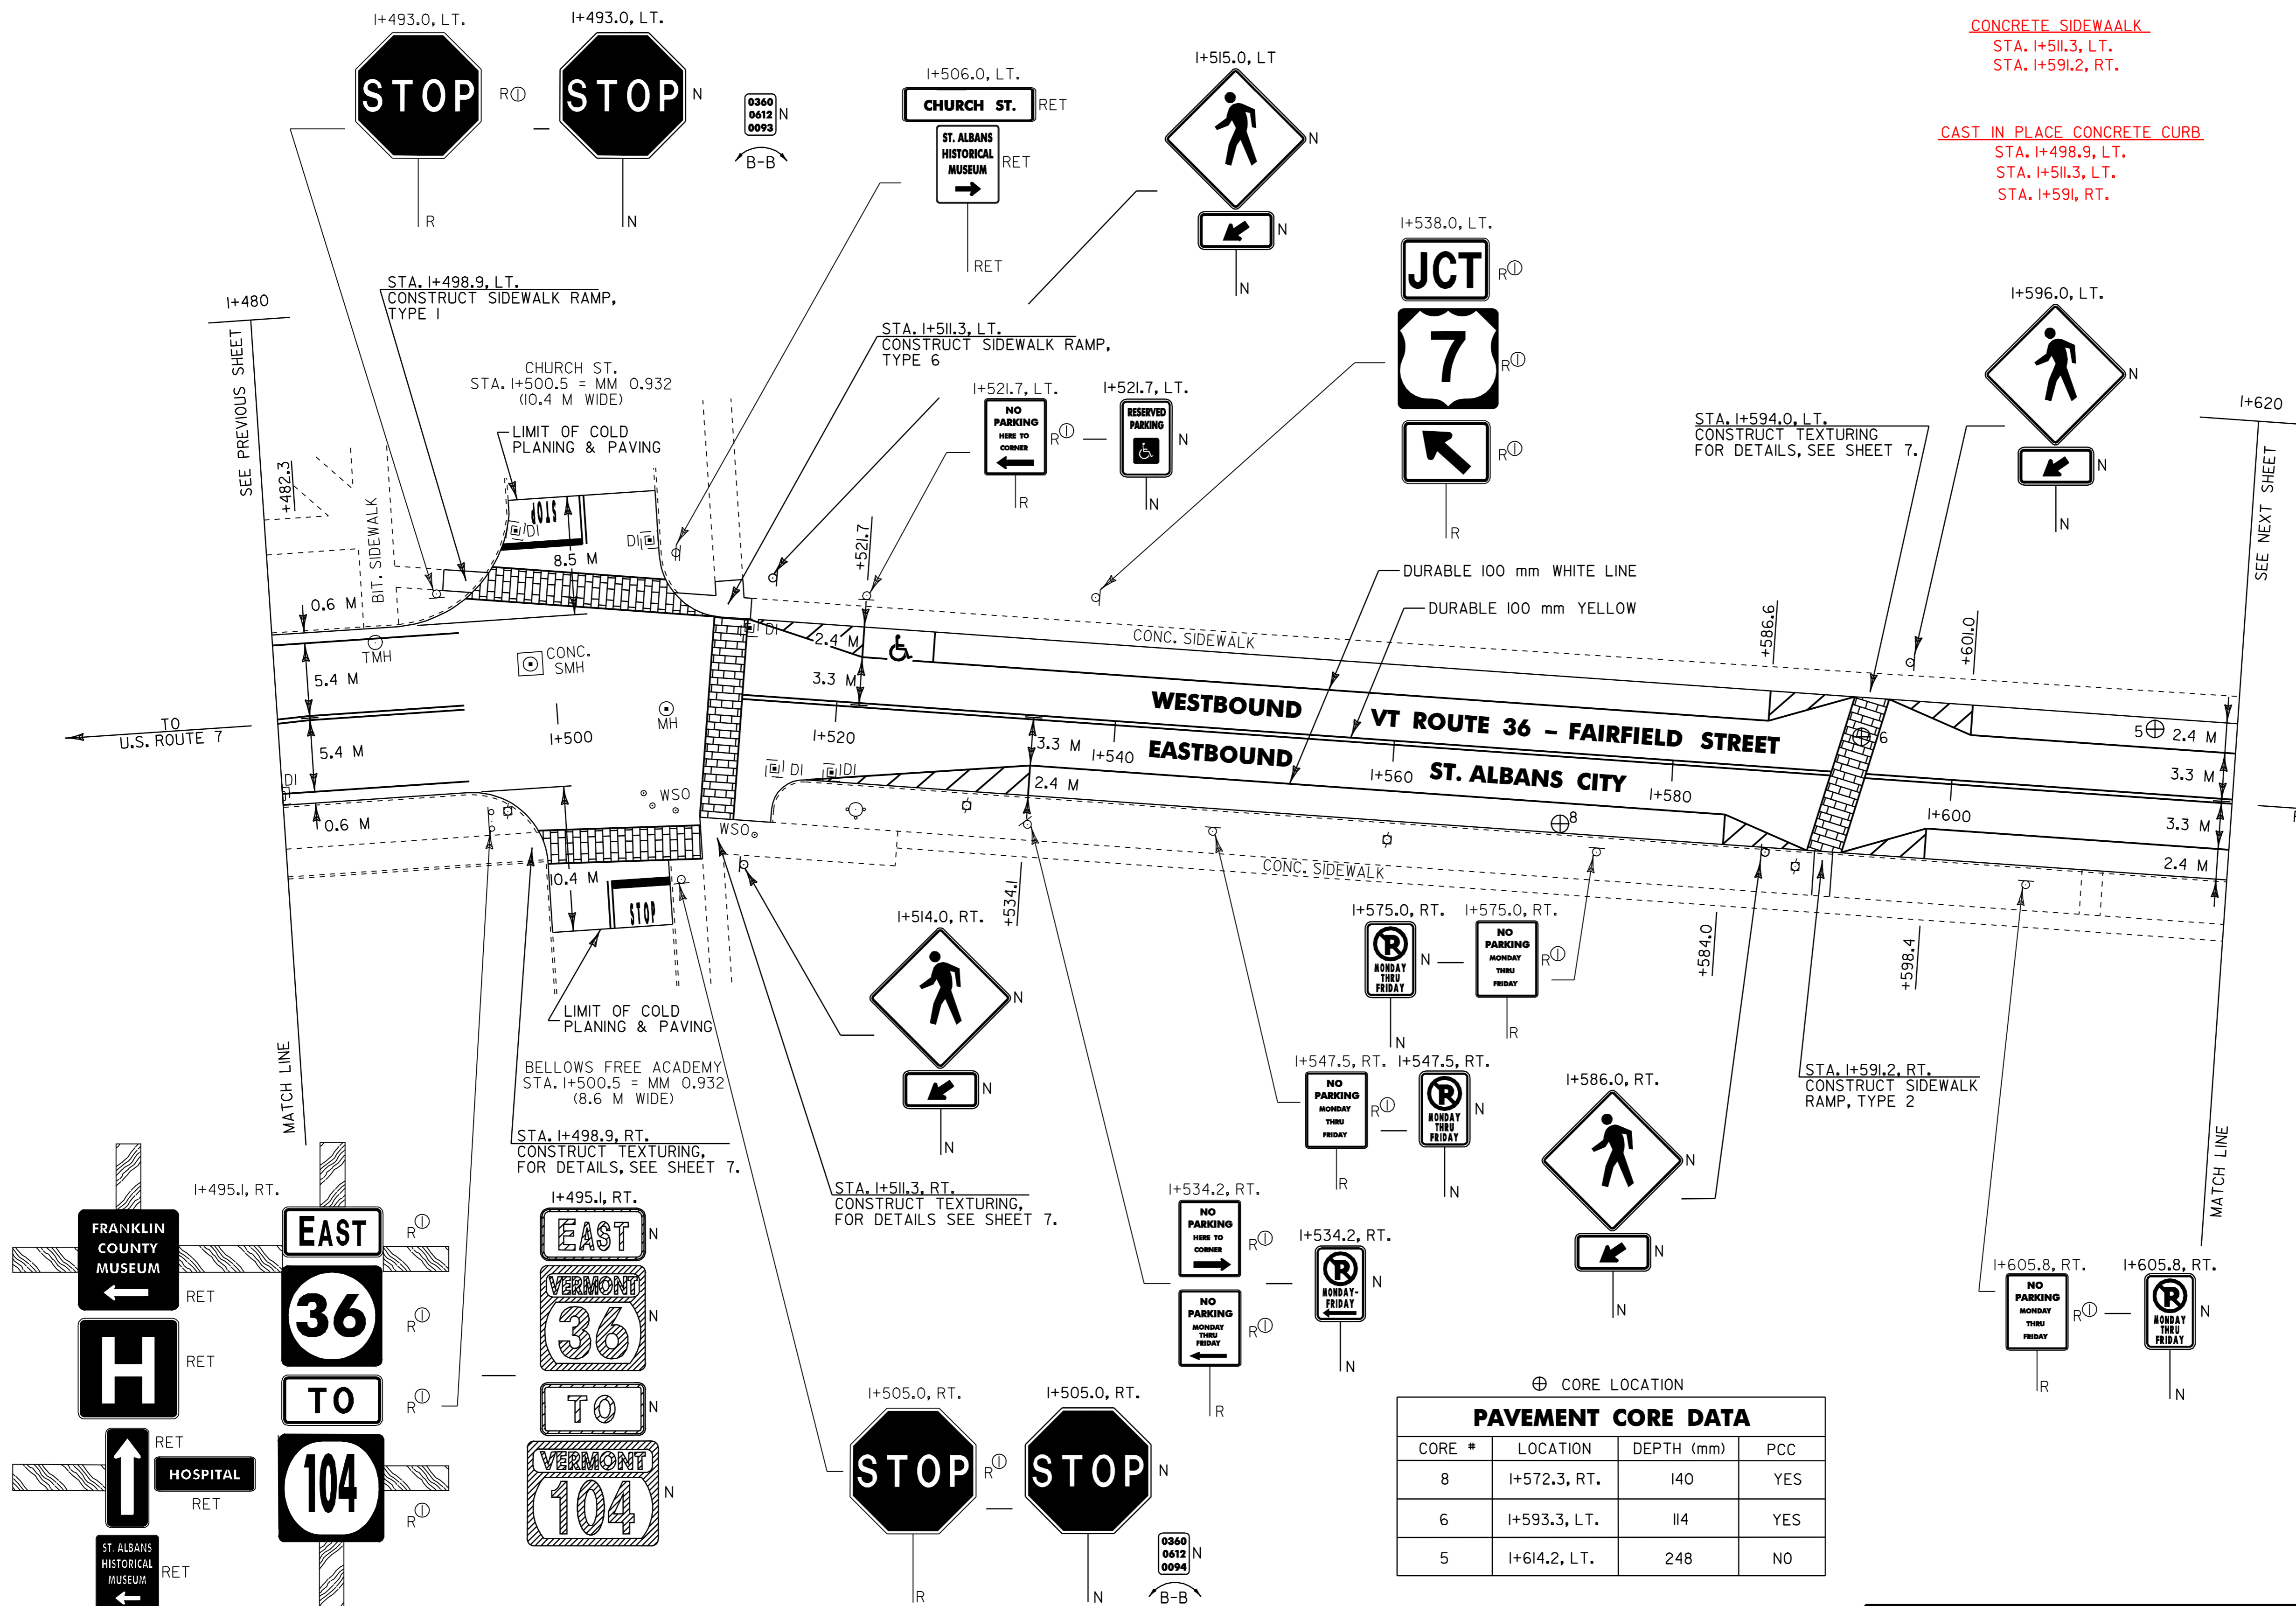 1+493.0, LT.
1+493.0, LT.
STOP
R1
STOP
N
R
N
0360
0612
0093
N
B-B
1+506.0, LT.
CHURCH ST.
RET
ST. ALBANS
HISTORICAL
MUSEUM
RET
RET
1+515.0, LT
N
N
N
CONCRETE SIDEWAALK
STA. 1+511.3, LT.
STA. 1+591.2, RT.
CAST IN PLACE CONCRETE CURB
STA. 1+498.9, LT.
STA. 1+511.3, LT.
STA. 1+591, RT.
1+538.0, LT.
JCT
R1
7
R1
R1
R
1+596.0, LT.
N
N
N
1+480
SEE PREVIOUS SHEET
+482.3
STA. 1+498.9, LT.
CONSTRUCT SIDEWALK RAMP,
TYPE 1
CHURCH ST.
STA. 1+500.5 = MM 0.932
(10.4 M WIDE)
LIMIT OF COLD
PLANING & PAVING
STA. 1+511.3, LT.
CONSTRUCT SIDEWALK RAMP,
TYPE 6
1+521.7, LT.
NO
PARKING
HERE TO
CORNER
R1
R
1+521.7, LT.
RESERVED
PARKING
N
N
STA. 1+594.0, LT.
CONSTRUCT TEXTURING
FOR DETAILS, SEE SHEET 7.
1+620
SEE NEXT SHEET
BIT. SIDEWALK
STOP
DI
DI
8.5 M
+521.7
DURABLE 100 mm WHITE LINE
DURABLE 100 mm YELLOW
0.6 M
TMH
CONC.
SMH
MH
DI
2.4 M
3.3 M
CONC. SIDEWALK
+586.6
+601.0
5.4 M
5.4 M
0.6 M
TO
U.S. ROUTE 7
1+500
1+520
1+540
1+560
1+580
1+600
WESTBOUND
VT ROUTE 36 - FAIRFIELD STREET
EASTBOUND
ST. ALBANS CITY
6
5
2.4 M
3.3 M
3.3 M
2.4 M
DI
WSO
WSO
DI
DI
3.3 M
2.4 M
8
CONC. SIDEWALK
10.4 M
STOP
+534.1
+584.0
+598.4
LIMIT OF COLD
PLANING & PAVING
BELLOWS FREE ACADEMY
STA. 1+500.5 = MM 0.932
(8.6 M WIDE)
MATCH LINE
STA. 1+498.9, RT.
CONSTRUCT TEXTURING,
FOR DETAILS, SEE SHEET 7.
1+514.0, RT.
N
N
N
STA. 1+511.3, RT.
CONSTRUCT TEXTURING,
FOR DETAILS SEE SHEET 7.
1+575.0, RT.
MONDAY
THRU
FRIDAY
N
N
1+575.0, RT.
NO
PARKING
MONDAY
THRU
FRIDAY
R1
R
1+547.5, RT.
NO
PARKING
MONDAY
THRU
FRIDAY
R1
R
1+547.5, RT.
MONDAY
THRU
FRIDAY
N
N
1+586.0, RT.
N
N
N
STA. 1+591.2, RT.
CONSTRUCT SIDEWALK
RAMP, TYPE 2
MATCH LINE
1+534.2, RT.
NO
PARKING
HERE TO
CORNER
R1
NO
PARKING
MONDAY
THRU
FRIDAY
R1
R
1+534.2, RT.
MONDAY-
FRIDAY
N
N
1+605.8, RT.
NO
PARKING
MONDAY
THRU
FRIDAY
R1
R
1+605.8, RT.
MONDAY
THRU
FRIDAY
N
N
1+495.1, RT.
FRANKLIN
COUNTY
MUSEUM
RET
H
RET
RET
HOSPITAL
RET
ST. ALBANS
HISTORICAL
MUSEUM
RET
EAST
R1
36
R1
TO
R1
104
R1
1+495.1, RT.
EAST
N
VERMONT
36
N
TO
N
VERMONT
104
N
1+505.0, RT.
STOP
R1
R
1+505.0, RT.
STOP
N
N
0360
0612
0094
N
B-B
⊕ CORE LOCATION
PAVEMENT CORE DATA
CORE # LOCATION DEPTH (mm) PCC
8 1+572.3, RT. 140 YES
6 1+593.3, LT. 114 YES
5 1+614.2, LT. 248 NO